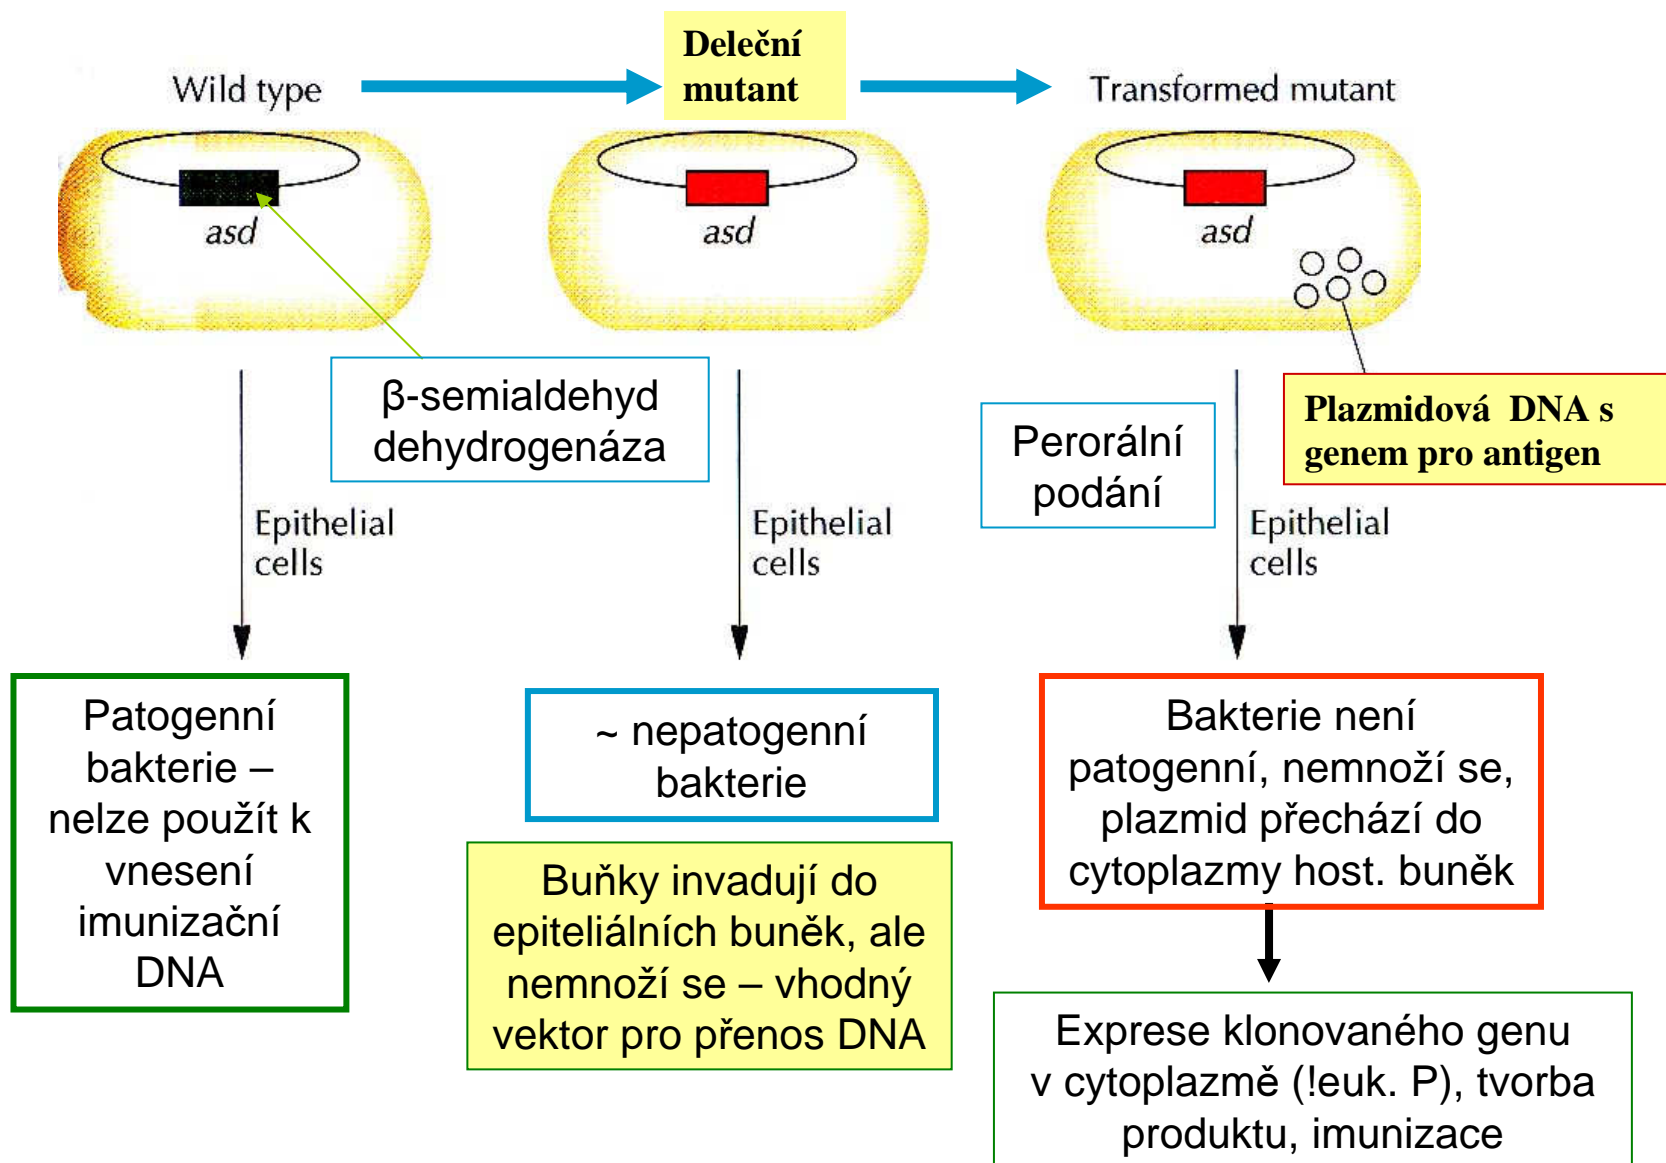 Wild type
Deleční
mutant
Transformed mutant
asd
asd
asd
β-semialdehyd
dehydrogenáza
Perorální
podání
Plazmidová DNA s
genem pro antigen
Epithelial
cells
Epithelial
cells
Epithelial
cells
Patogenní
bakterie –
nelze použít k
vnesení
imunizační
DNA
~ nepatogenní
bakterie
Buňky invadují do
epiteliálních buněk, ale
nemnoží se – vhodný
vektor pro přenos DNA
Bakterie není
patogenní, nemnoží se,
plazmid přechází do
cytoplazmy host. buněk
Exprese klonovaného genu
v cytoplazmě (!euk. P), tvorba
produktu, imunizace